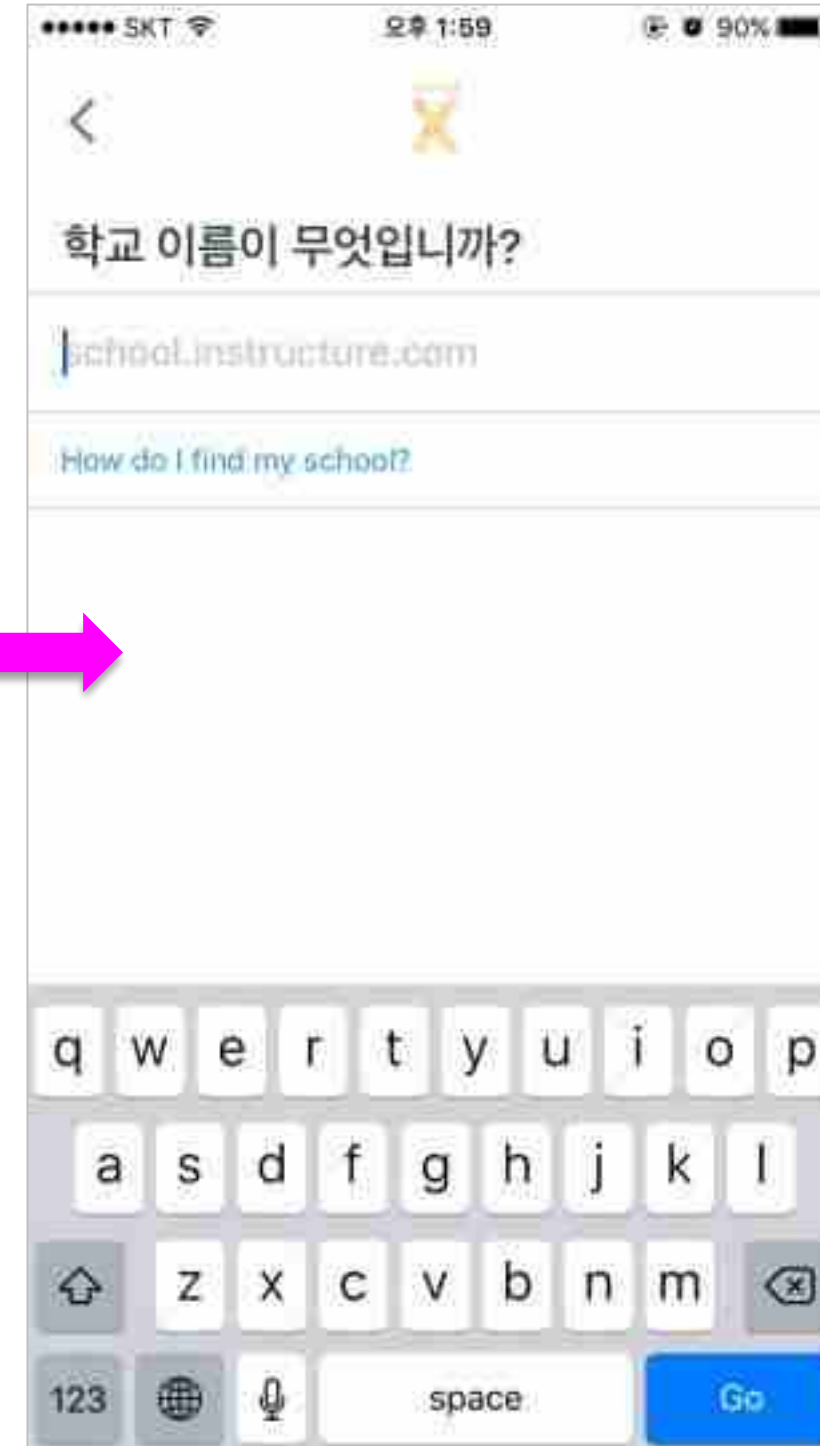 SKT 오후 1:59 90%
학교 이름이 무엇입니까?
school.instructure.com
How do I find my school?
q w e r t y u i o p
a s d f g h j k l
z x c v b n m
123 space Go